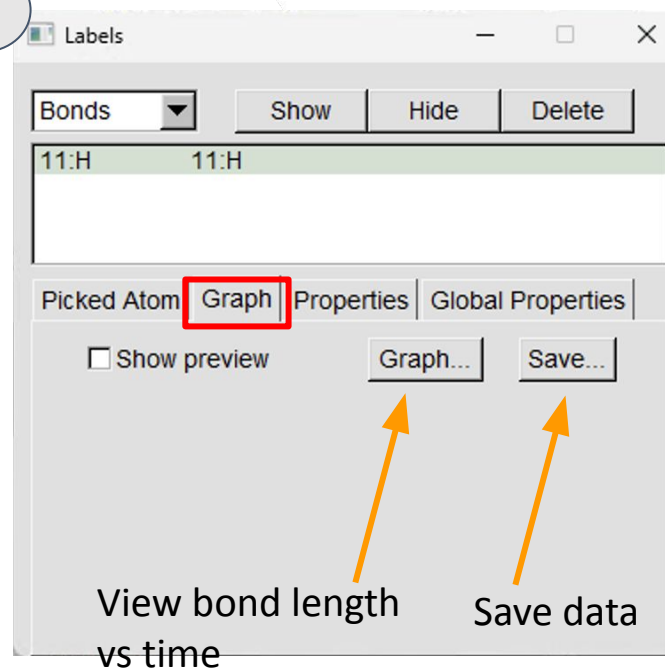 Labels
Bonds Show Hide Delete
11:H 11:H
Picked Atom Graph Properties Global Properties
Show preview Graph... Save...
View bond length
vs time
Save data